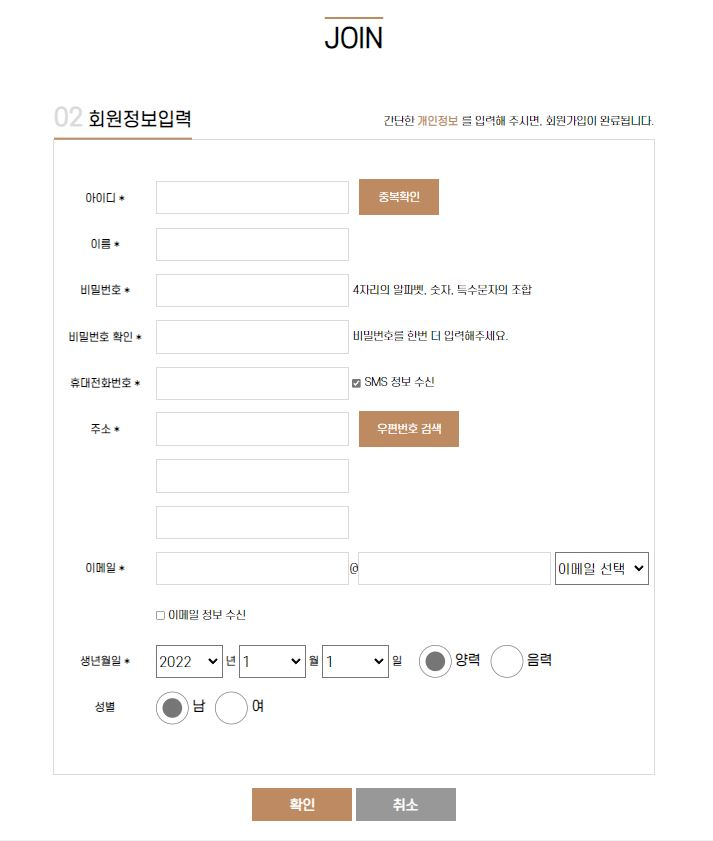 JOIN
02 회원정보입력
간단한 개인정보 를 입력해 주시면, 회원가입이 완료됩니다.
아이디 * 중복확인
이름 *
비밀번호 * 4자리의 알파벳, 숫자, 특수문자의 조합
비밀번호 확인 * 비밀번호를 한번 더 입력해주세요.
휴대전화번호 * SMS 정보 수신
주소 * 우편번호 검색
이메일 * @ 이메일 선택
이메일 정보 수신
생년월일 * 2022 년 1 월 1 일 양력 음력
성별 남 여
확인 취소